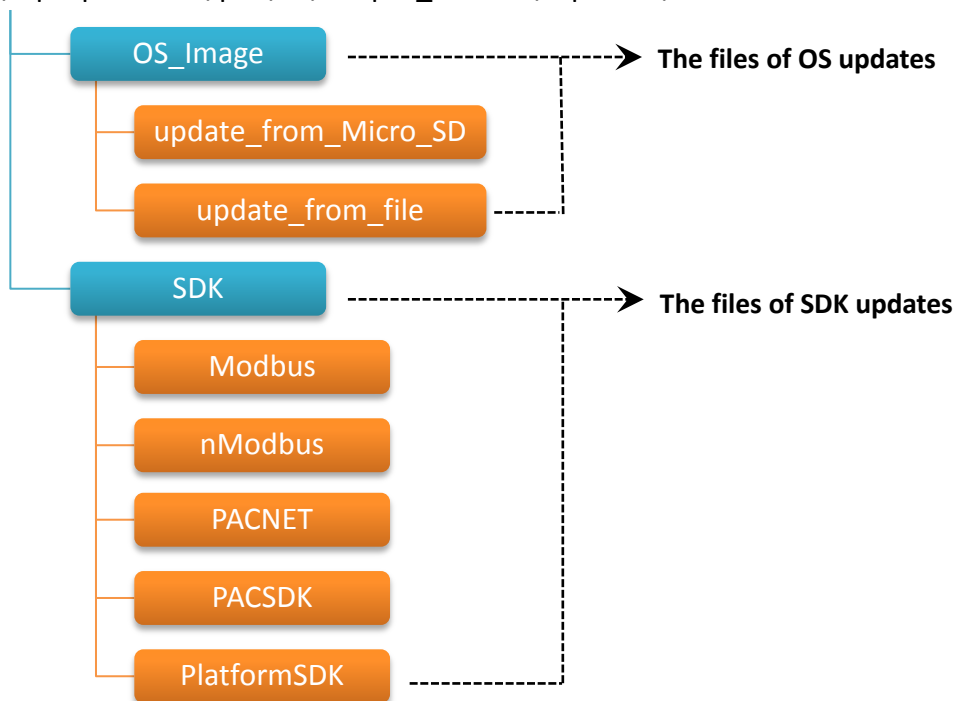 OS_Image
The files of OS updates
update_from_Micro_SD
update_from_file
SDK
The files of SDK updates
Modbus
nModbus
PACNET
PACSDK
PlatformSDK